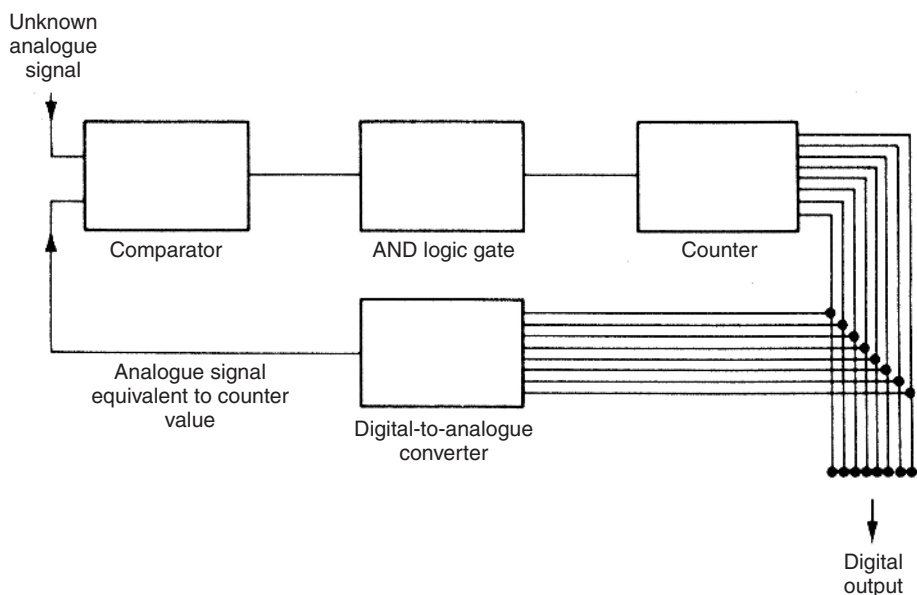 Unknown
analogue
signal
Comparator
AND logic gate
Counter
Analogue signal
equivalent to counter
value
Digital-to-analogue
converter
Digital
output